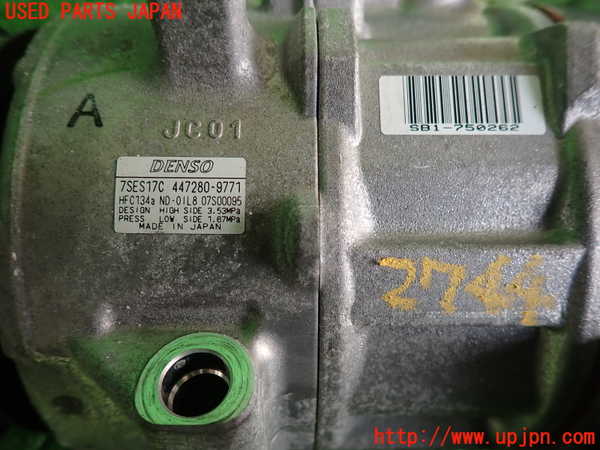 USED PARTS JAPAN
A
JC01
DENSO
7SES17C 447280-9771
HFC134a ND-OIL8 07S00095
DESIGN HIGH SIDE 3.53MPa
PRESS LOW SIDE 1.67MPa
MADE IN JAPAN
SB1-750262
2744
http://www.upjpn.com